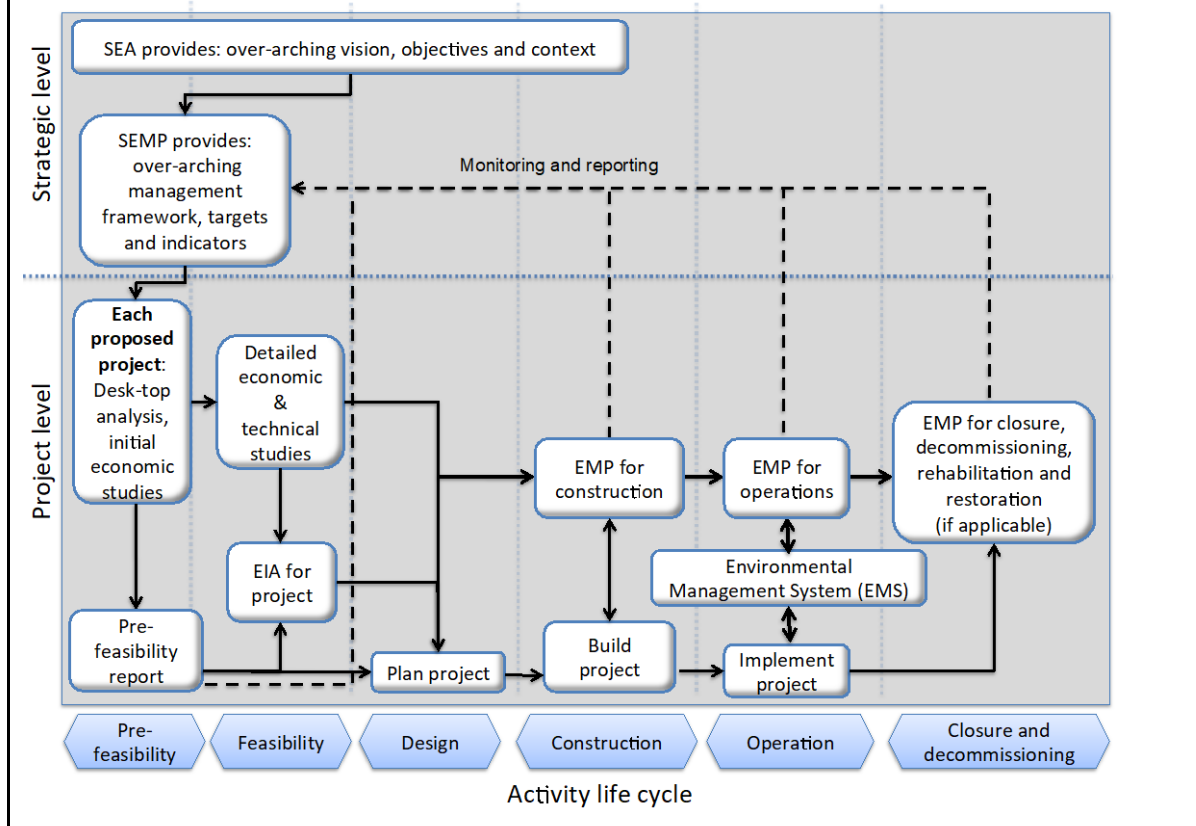 Strategic level
SEA provides: over-arching vision, objectives and context
SEMP provides:
over-arching
management
framework, targets
and indicators
Monitoring and reporting
Project level
Each
proposed
project:
Desk-top
analysis,
initial
economic
studies
Detailed
economic
&
technical
studies
EIA for
project
Pre-
feasibility
report
Plan project
EMP for
construction
Build
project
EMP for
operations
Environmental
Management System (EMS)
Implement
project
EMP for closure,
decommissioning,
rehabilitation and
restoration
(if applicable)
Pre-
feasibility
Feasibility
Design
Construction
Operation
Closure and
decommissioning
Activity life cycle